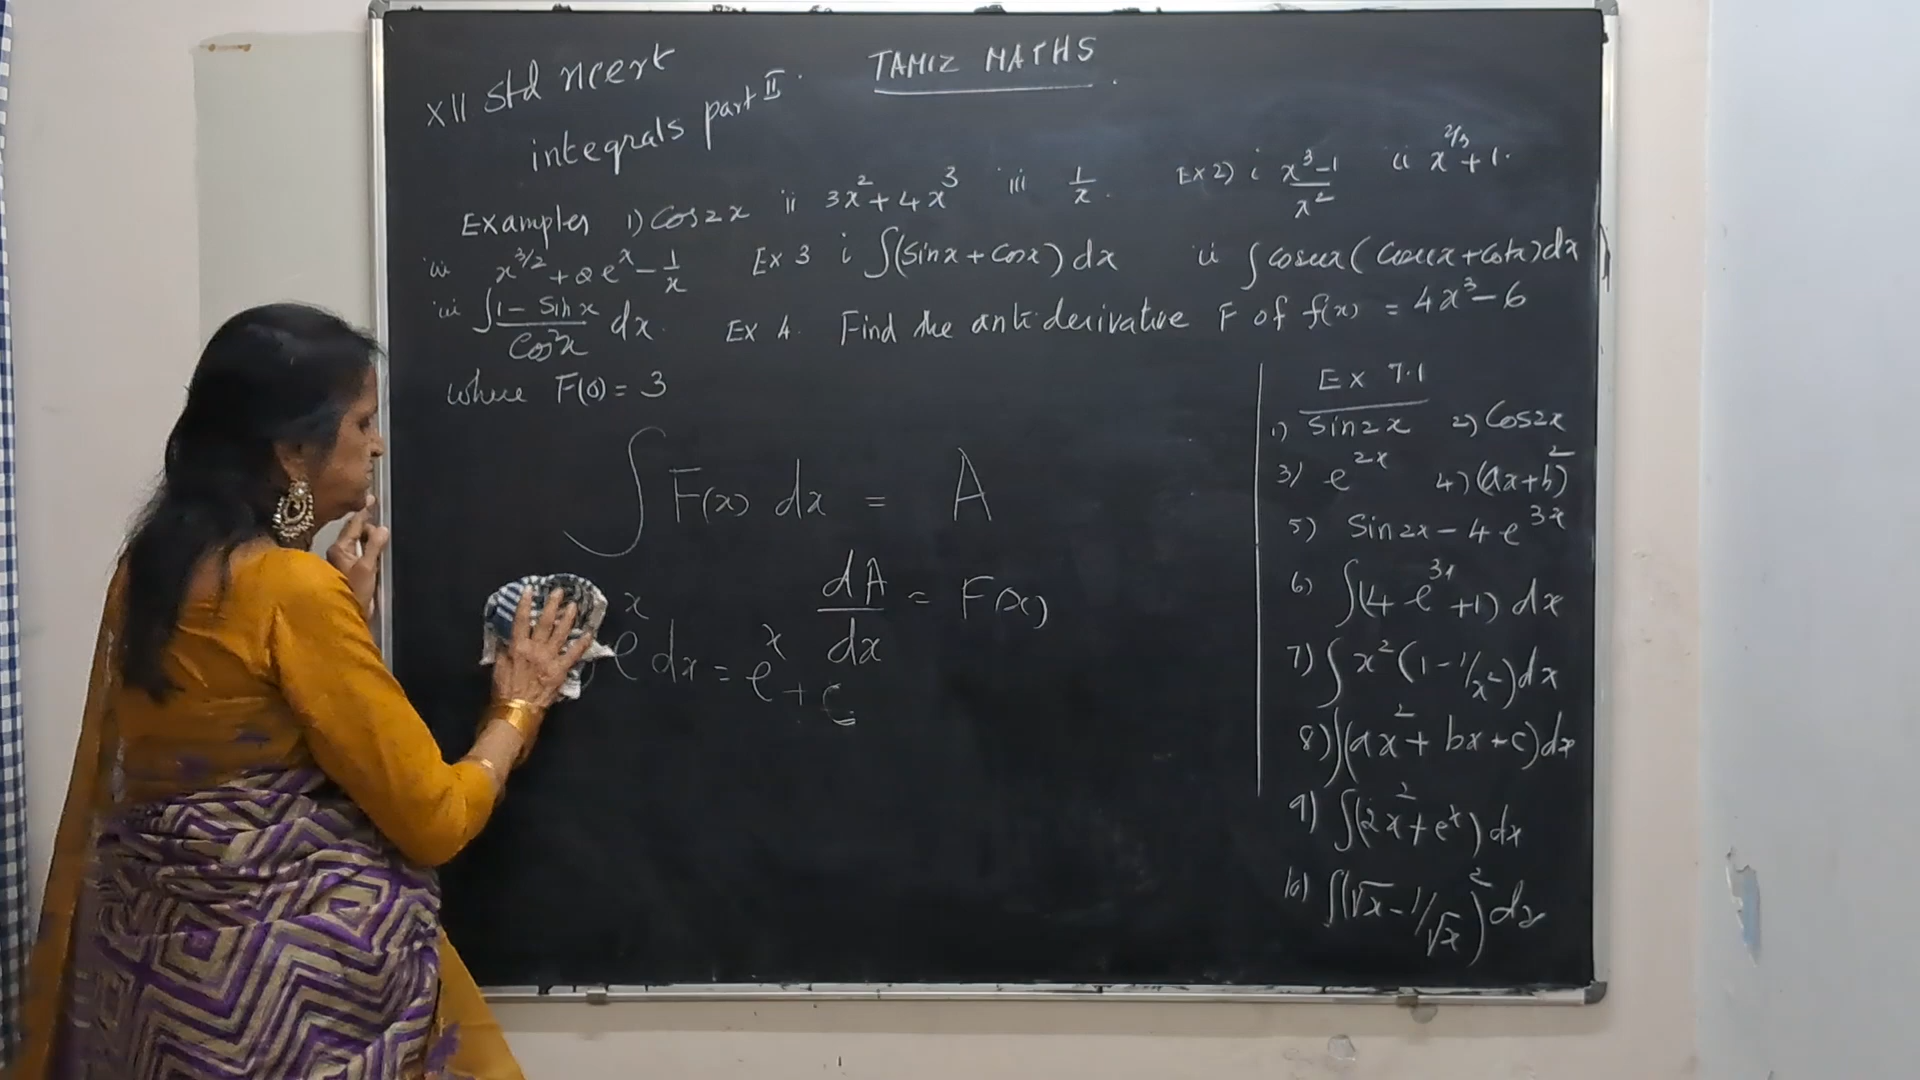 TAMIZ MATHS
XII Std ncert
integrals part II.
Examples 1) Cos2x ii 3x² + 4x³ iii 1/x. Ex 2) i (x³-1)/x² ii x^(2/3) + 1.
iii x^(3/2) + 2e^x - 1/x Ex 3 i ∫(Sinx + Cosx) dx ii ∫cosecx (cosecx + cotx) dx
iii ∫(1 - Sinx)/(Cos²x) dx. Ex 4. Find the anti derivative F of f(x) = 4x³ - 6
where F(0) = 3
∫ F(x) dx = A
dA/dx = F(x)
e^x dx = e^x + c
Ex 7.1
1) Sin2x 2) Cos2x
3) e^(2x) 4) (ax+b)²
5) Sin2x - 4e^(3x)
6) ∫(4e^(3x) + 1) dx
7) ∫x²(1 - 1/x²) dx
8) ∫(ax² + bx + c) dx
9) ∫(2x² + e^x) dx
10) ∫(√x - 1/√x)² dx